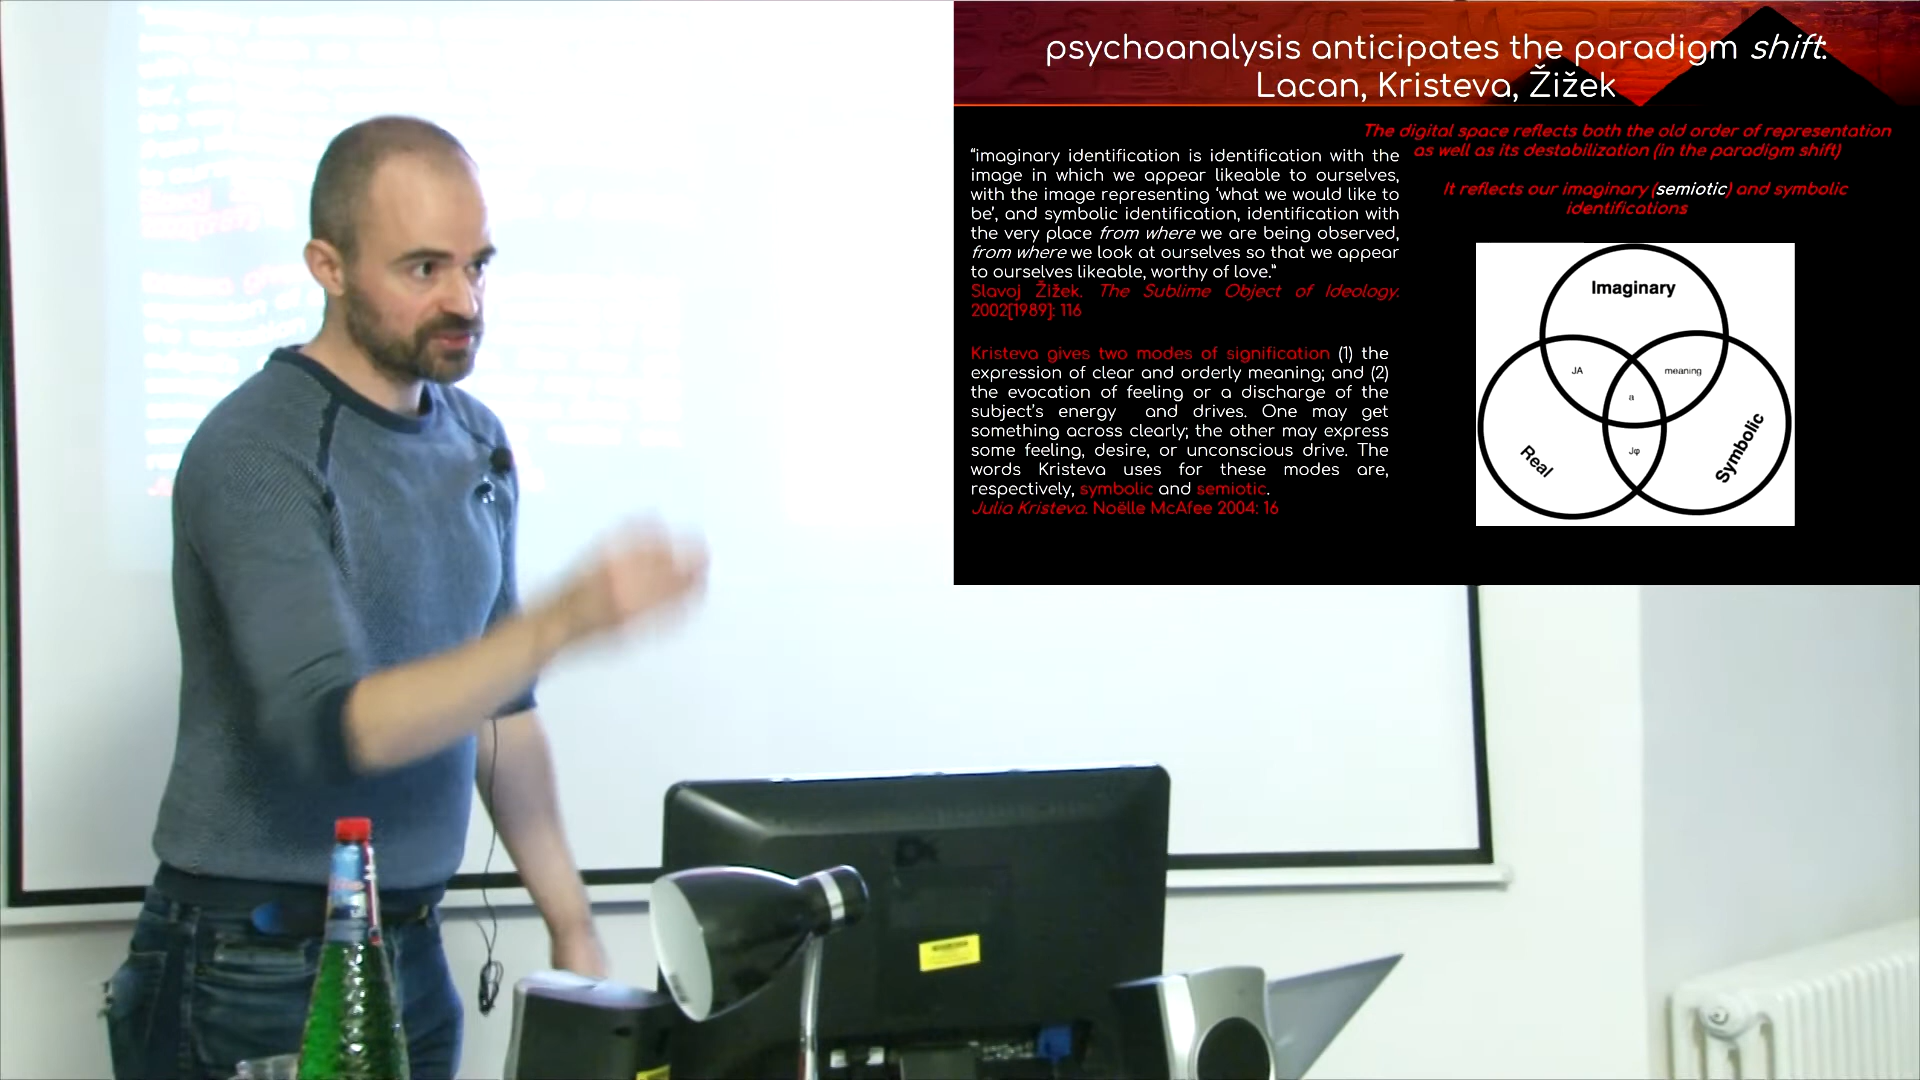 psychoanalysis anticipates the paradigm shift:
Lacan, Kristeva, Žižek
“imaginary identification is identification with the
image in which we appear likeable to ourselves,
with the image representing ‘what we would like to
be’, and symbolic identification, identification with
the very place from where we are being observed,
from where we look at ourselves so that we appear
to ourselves likeable, worthy of love.”
Slavoj Žižek. The Sublime Object of Ideology.
2002[1989]: 116
Kristeva gives two modes of signification (1) the
expression of clear and orderly meaning; and (2)
the evocation of feeling or a discharge of the
subject's energy and drives. One may get
something across clearly; the other may express
some feeling, desire, or unconscious drive. The
words Kristeva uses for these modes are,
respectively, symbolic and semiotic.
Julia Kristeva. Noëlle McAfee 2004: 16
The digital space reflects both the old order of representation
as well as its destabilization (in the paradigm shift)
It reflects our imaginary (semiotic) and symbolic
identifications
Imaginary
JA
meaning
a
Jφ
Real
Symbolic